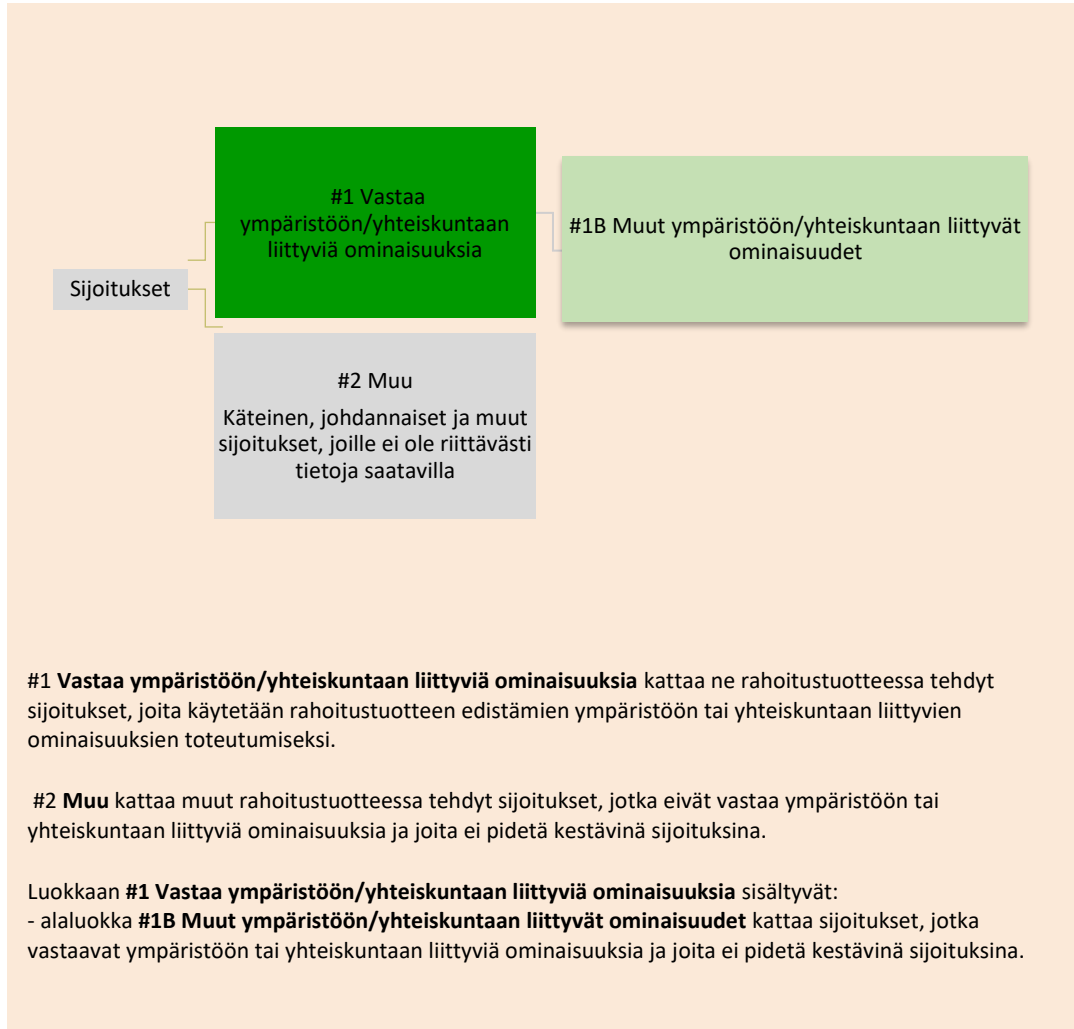 #1 Vastaa
ympäristöön/yhteiskuntaan
liittyviä ominaisuuksia
#1B Muut ympäristöön/yhteiskuntaan liittyvät
ominaisuudet
Sijoitukset
#2 Muu
Käteinen, johdannaiset ja muut
sijoitukset, joille ei ole riittävästi
tietoja saatavilla
#1 Vastaa ympäristöön/yhteiskuntaan liittyviä ominaisuuksia kattaa ne rahoitustuotteessa tehdyt
sijoitukset, joita käytetään rahoitustuotteen edistämien ympäristöön tai yhteiskuntaan liittyvien
ominaisuuksien toteutumiseksi.
#2 Muu kattaa muut rahoitustuotteessa tehdyt sijoitukset, jotka eivät vastaa ympäristöön tai
yhteiskuntaan liittyviä ominaisuuksia ja joita ei pidetä kestävinä sijoituksina.
Luokkaan #1 Vastaa ympäristöön/yhteiskuntaan liittyviä ominaisuuksia sisältyvät:
- alaluokka #1B Muut ympäristöön/yhteiskuntaan liittyvät ominaisuudet kattaa sijoitukset, jotka
vastaavat ympäristöön tai yhteiskuntaan liittyviä ominaisuuksia ja joita ei pidetä kestävinä sijoituksina.